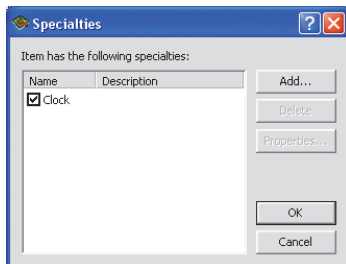 Specialties
Item has the following specialties:
Name Description
Clock
Add...
Delete
Properties...
OK
Cancel